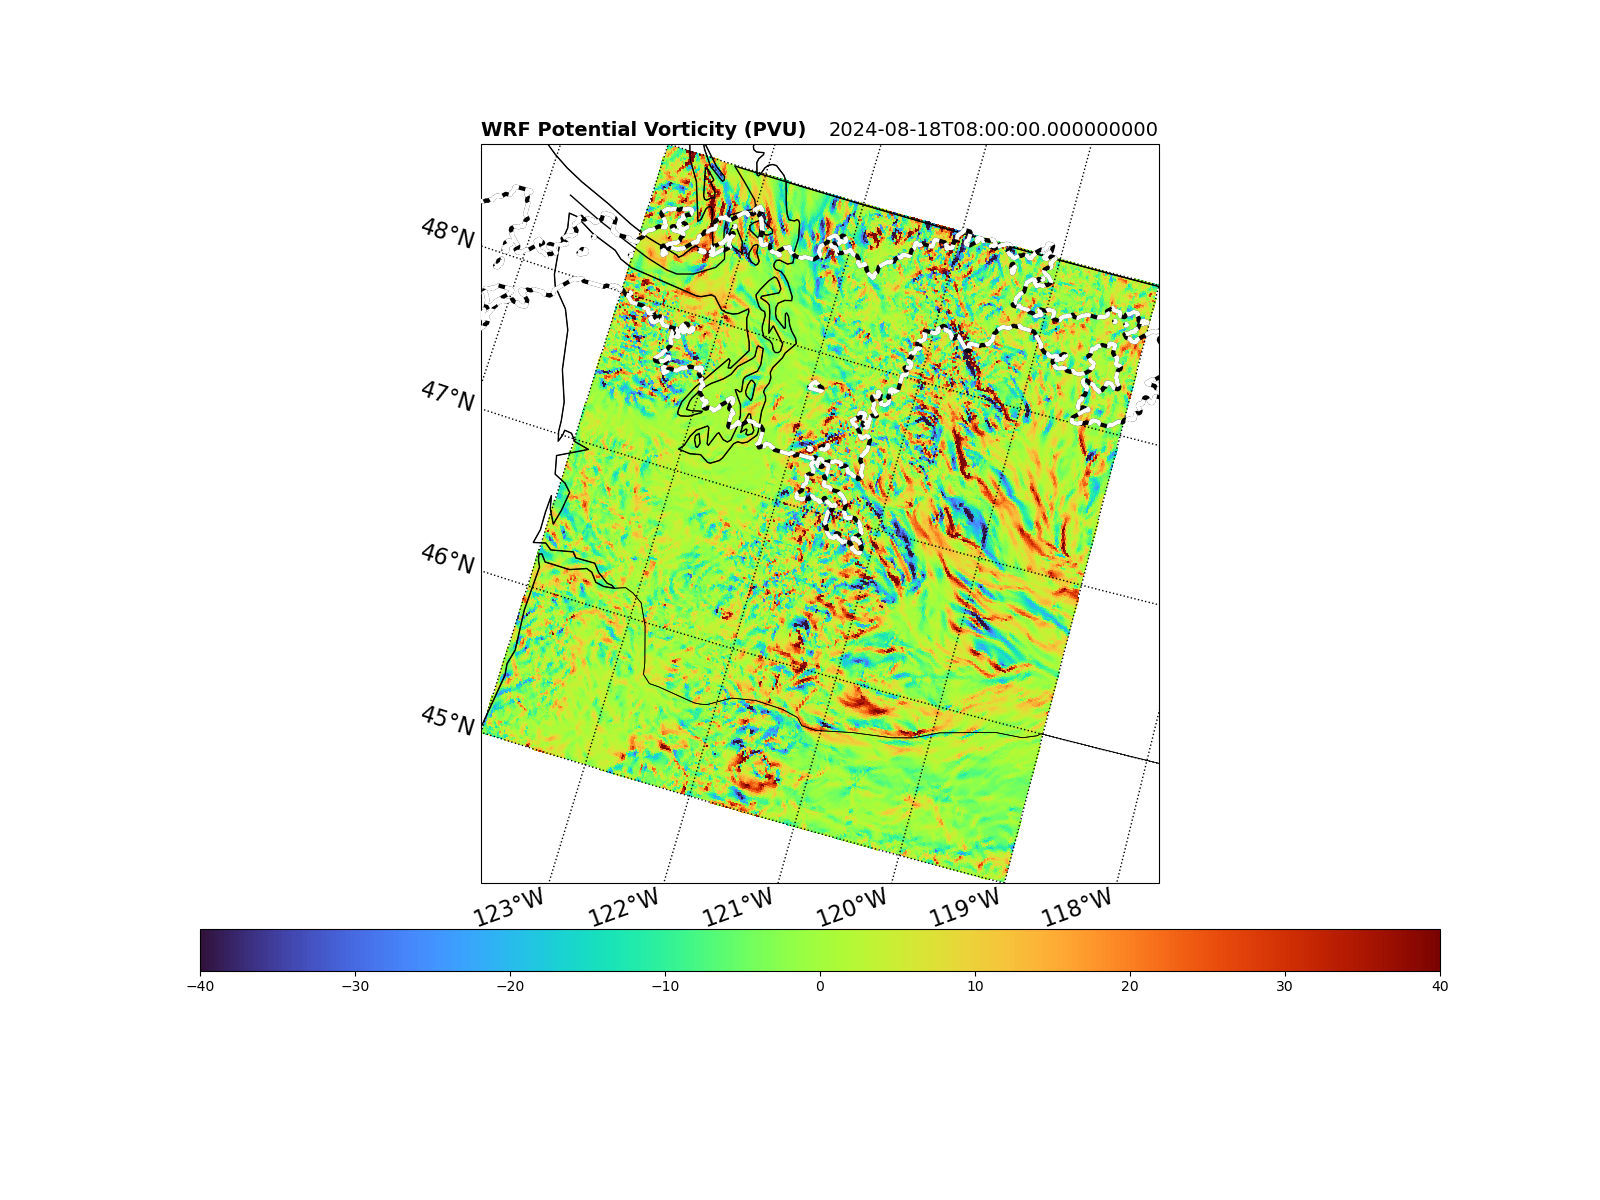 WRF Potential Vorticity (PVU) 2024-08-18T08:00:00.000000000
48°N
47°N
46°N
45°N
123°W 122°W 121°W 120°W 119°W 118°W
−40 −30 −20 −10 0 10 20 30 40